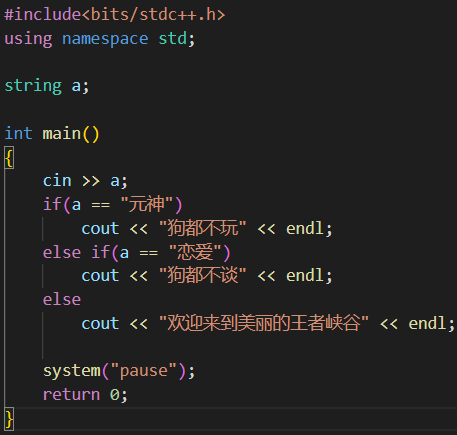 #include<bits/stdc++.h>
using namespace std;
string a;
int main()
{
cin >> a;
if(a == "元神")
cout << "狗都不玩" << endl;
else if(a == "恋爱")
cout << "狗都不谈" << endl;
else
cout << "欢迎来到美丽的王者峡谷" << endl;
system("pause");
return 0;
}